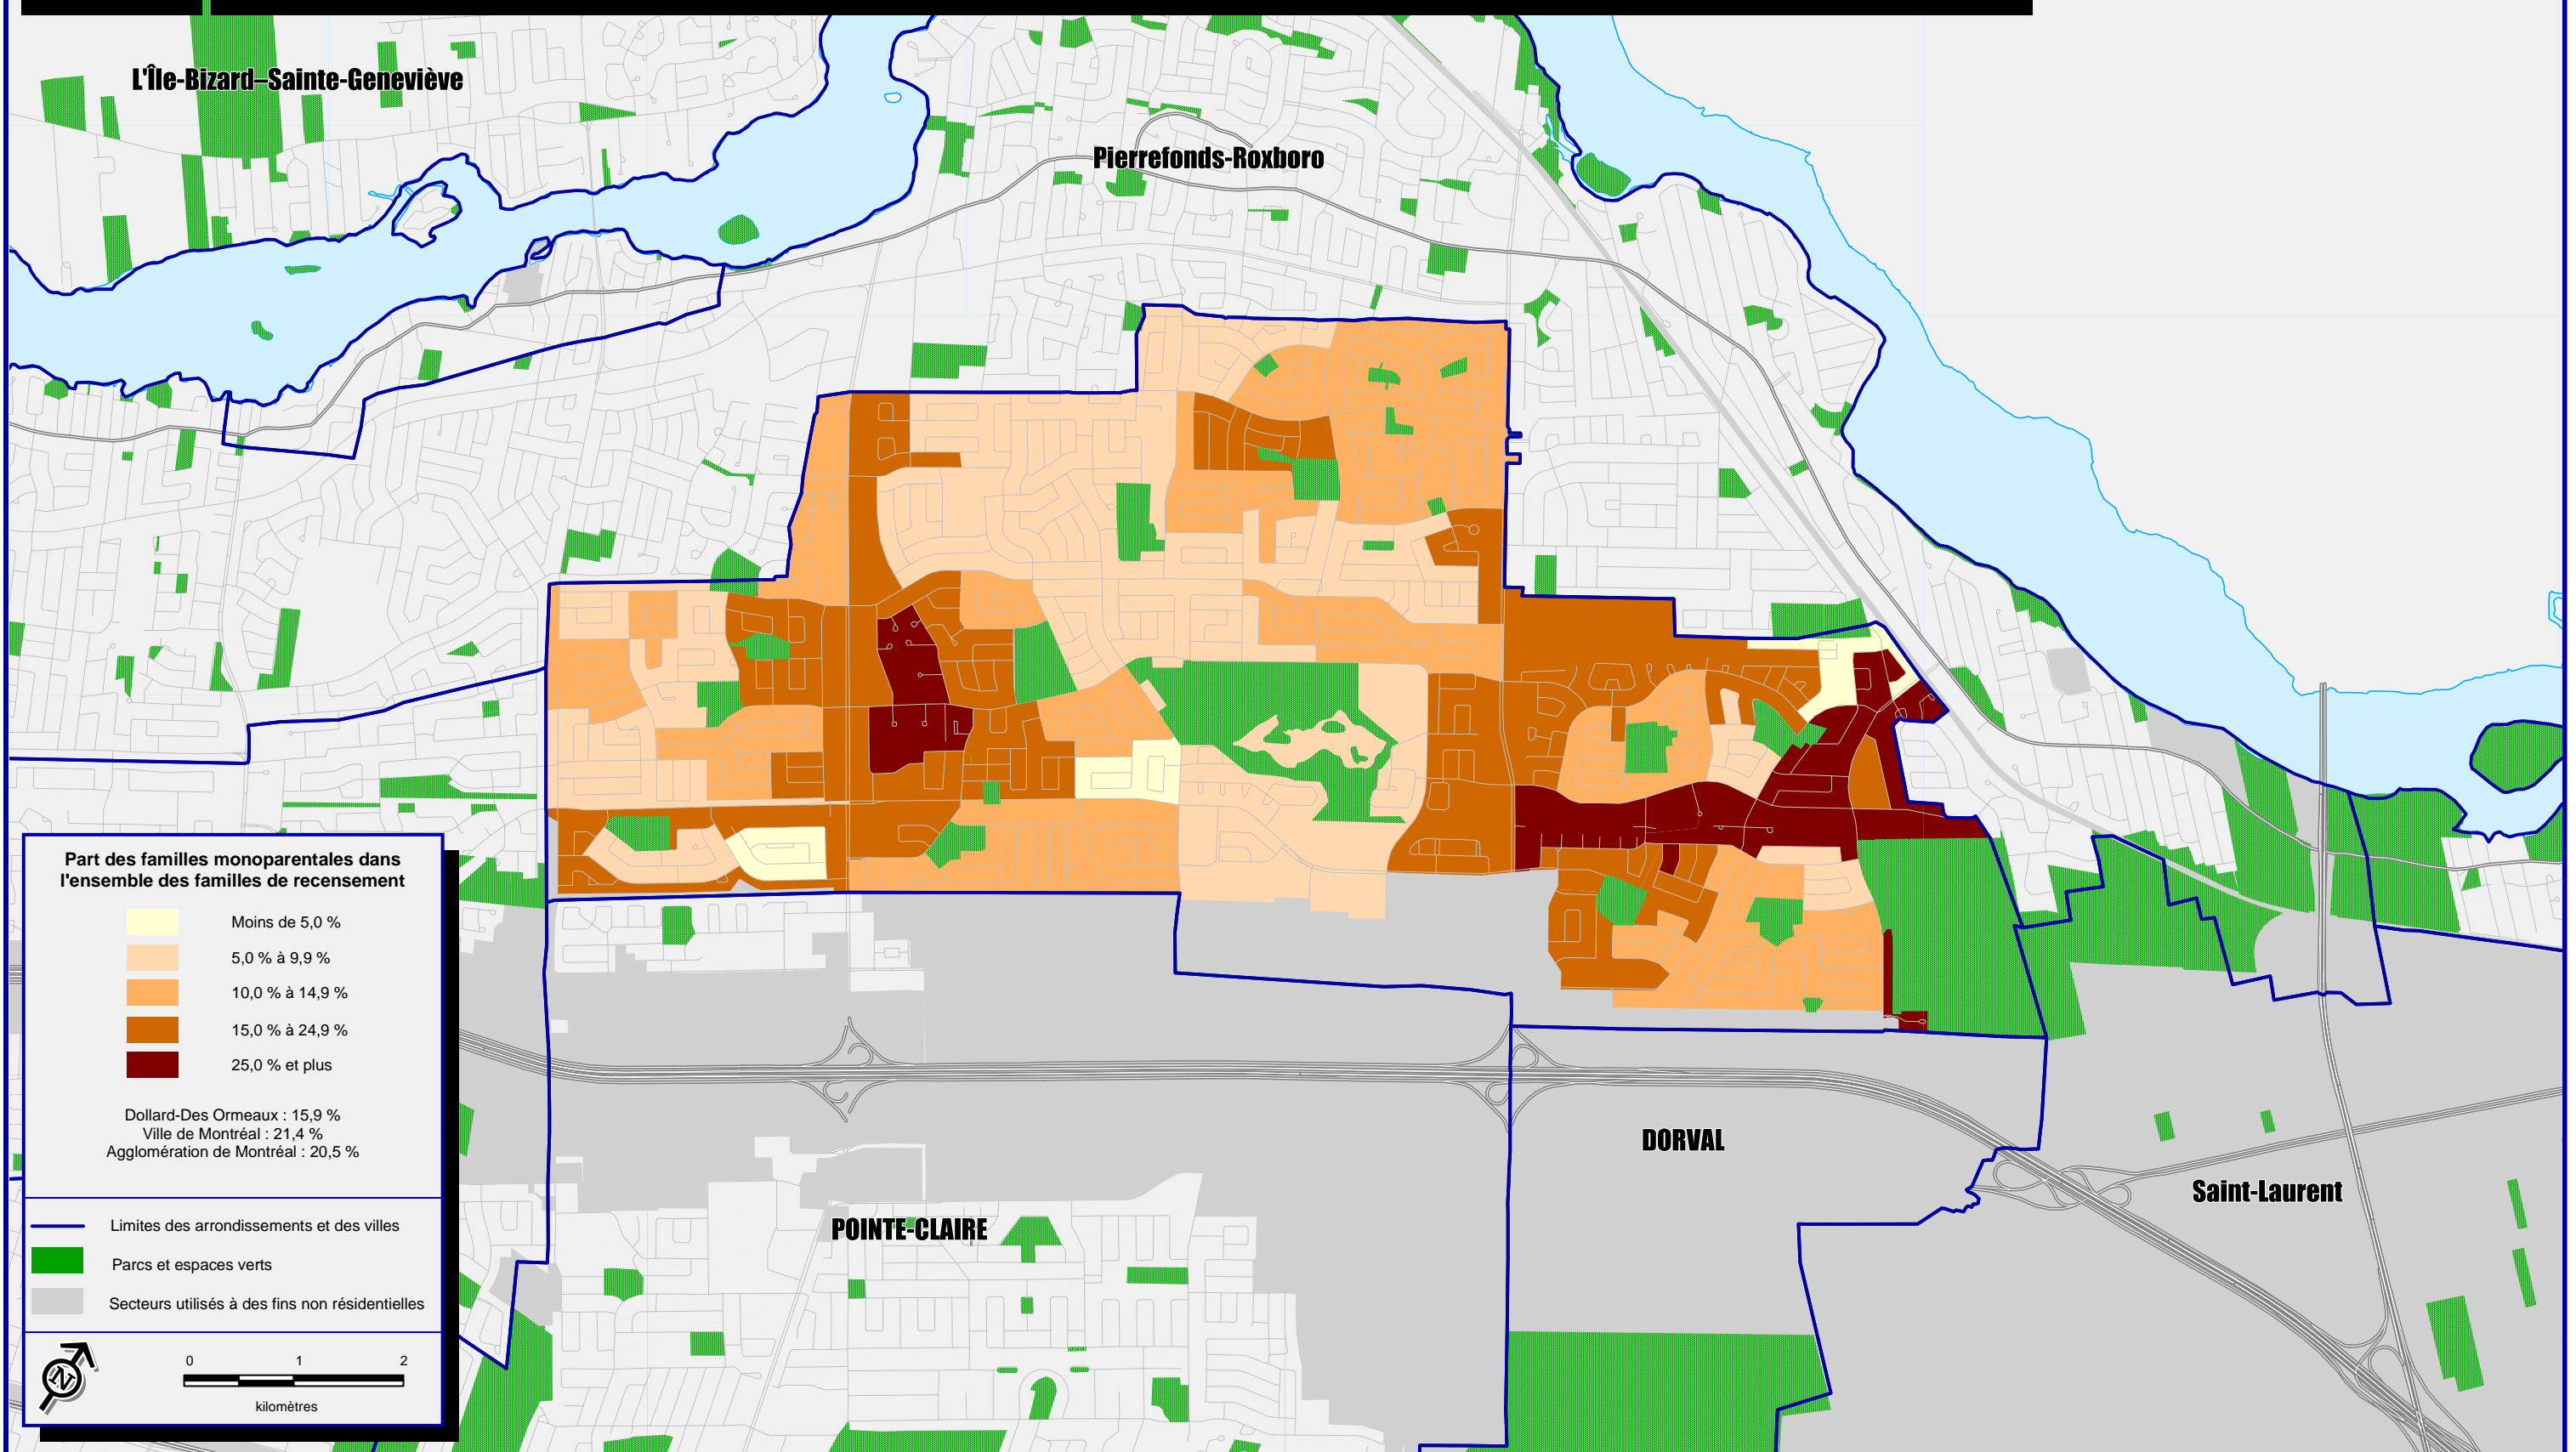 L'Île-Bizard–Sainte-Geneviève
Pierrefonds-Roxboro
Part des familles monoparentales dans
l'ensemble des familles de recensement
Moins de 5,0 %
5,0 % à 9,9 %
10,0 % à 14,9 %
15,0 % à 24,9 %
25,0 % et plus
Dollard-Des Ormeaux : 15,9 %
Ville de Montréal : 21,4 %
Agglomération de Montréal : 20,5 %
Limites des arrondissements et des villes
Parcs et espaces verts
Secteurs utilisés à des fins non résidentielles
N
0 1 2
kilomètres
DORVAL
Saint-Laurent
POINTE-CLAIRE